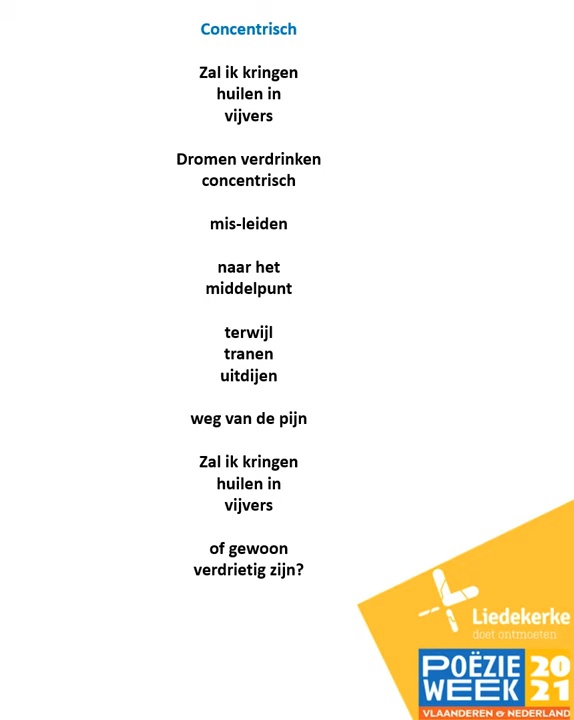 Concentrisch
Zal ik kringen
huilen in
vijvers
Dromen verdrinken
concentrisch
mis-leiden
naar het
middelpunt
terwijl
tranen
uitdijen
weg van de pijn
Zal ik kringen
huilen in
vijvers
of gewoon
verdrietig zijn?
Liedekerke
doet ontmoeten
POËZIE 20
WEEK 21
VLAANDEREN & NEDERLAND